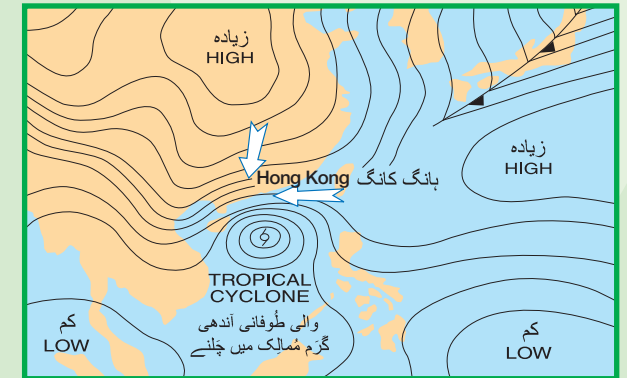 زیادہ
HIGH
زیادہ
HIGH
Hong Kong ہانگ کانگ
TROPICAL
CYCLONE
والی طُوفانی آندھی
گَرَم مُمالِک میں چَلنے
کم
LOW
کم
LOW